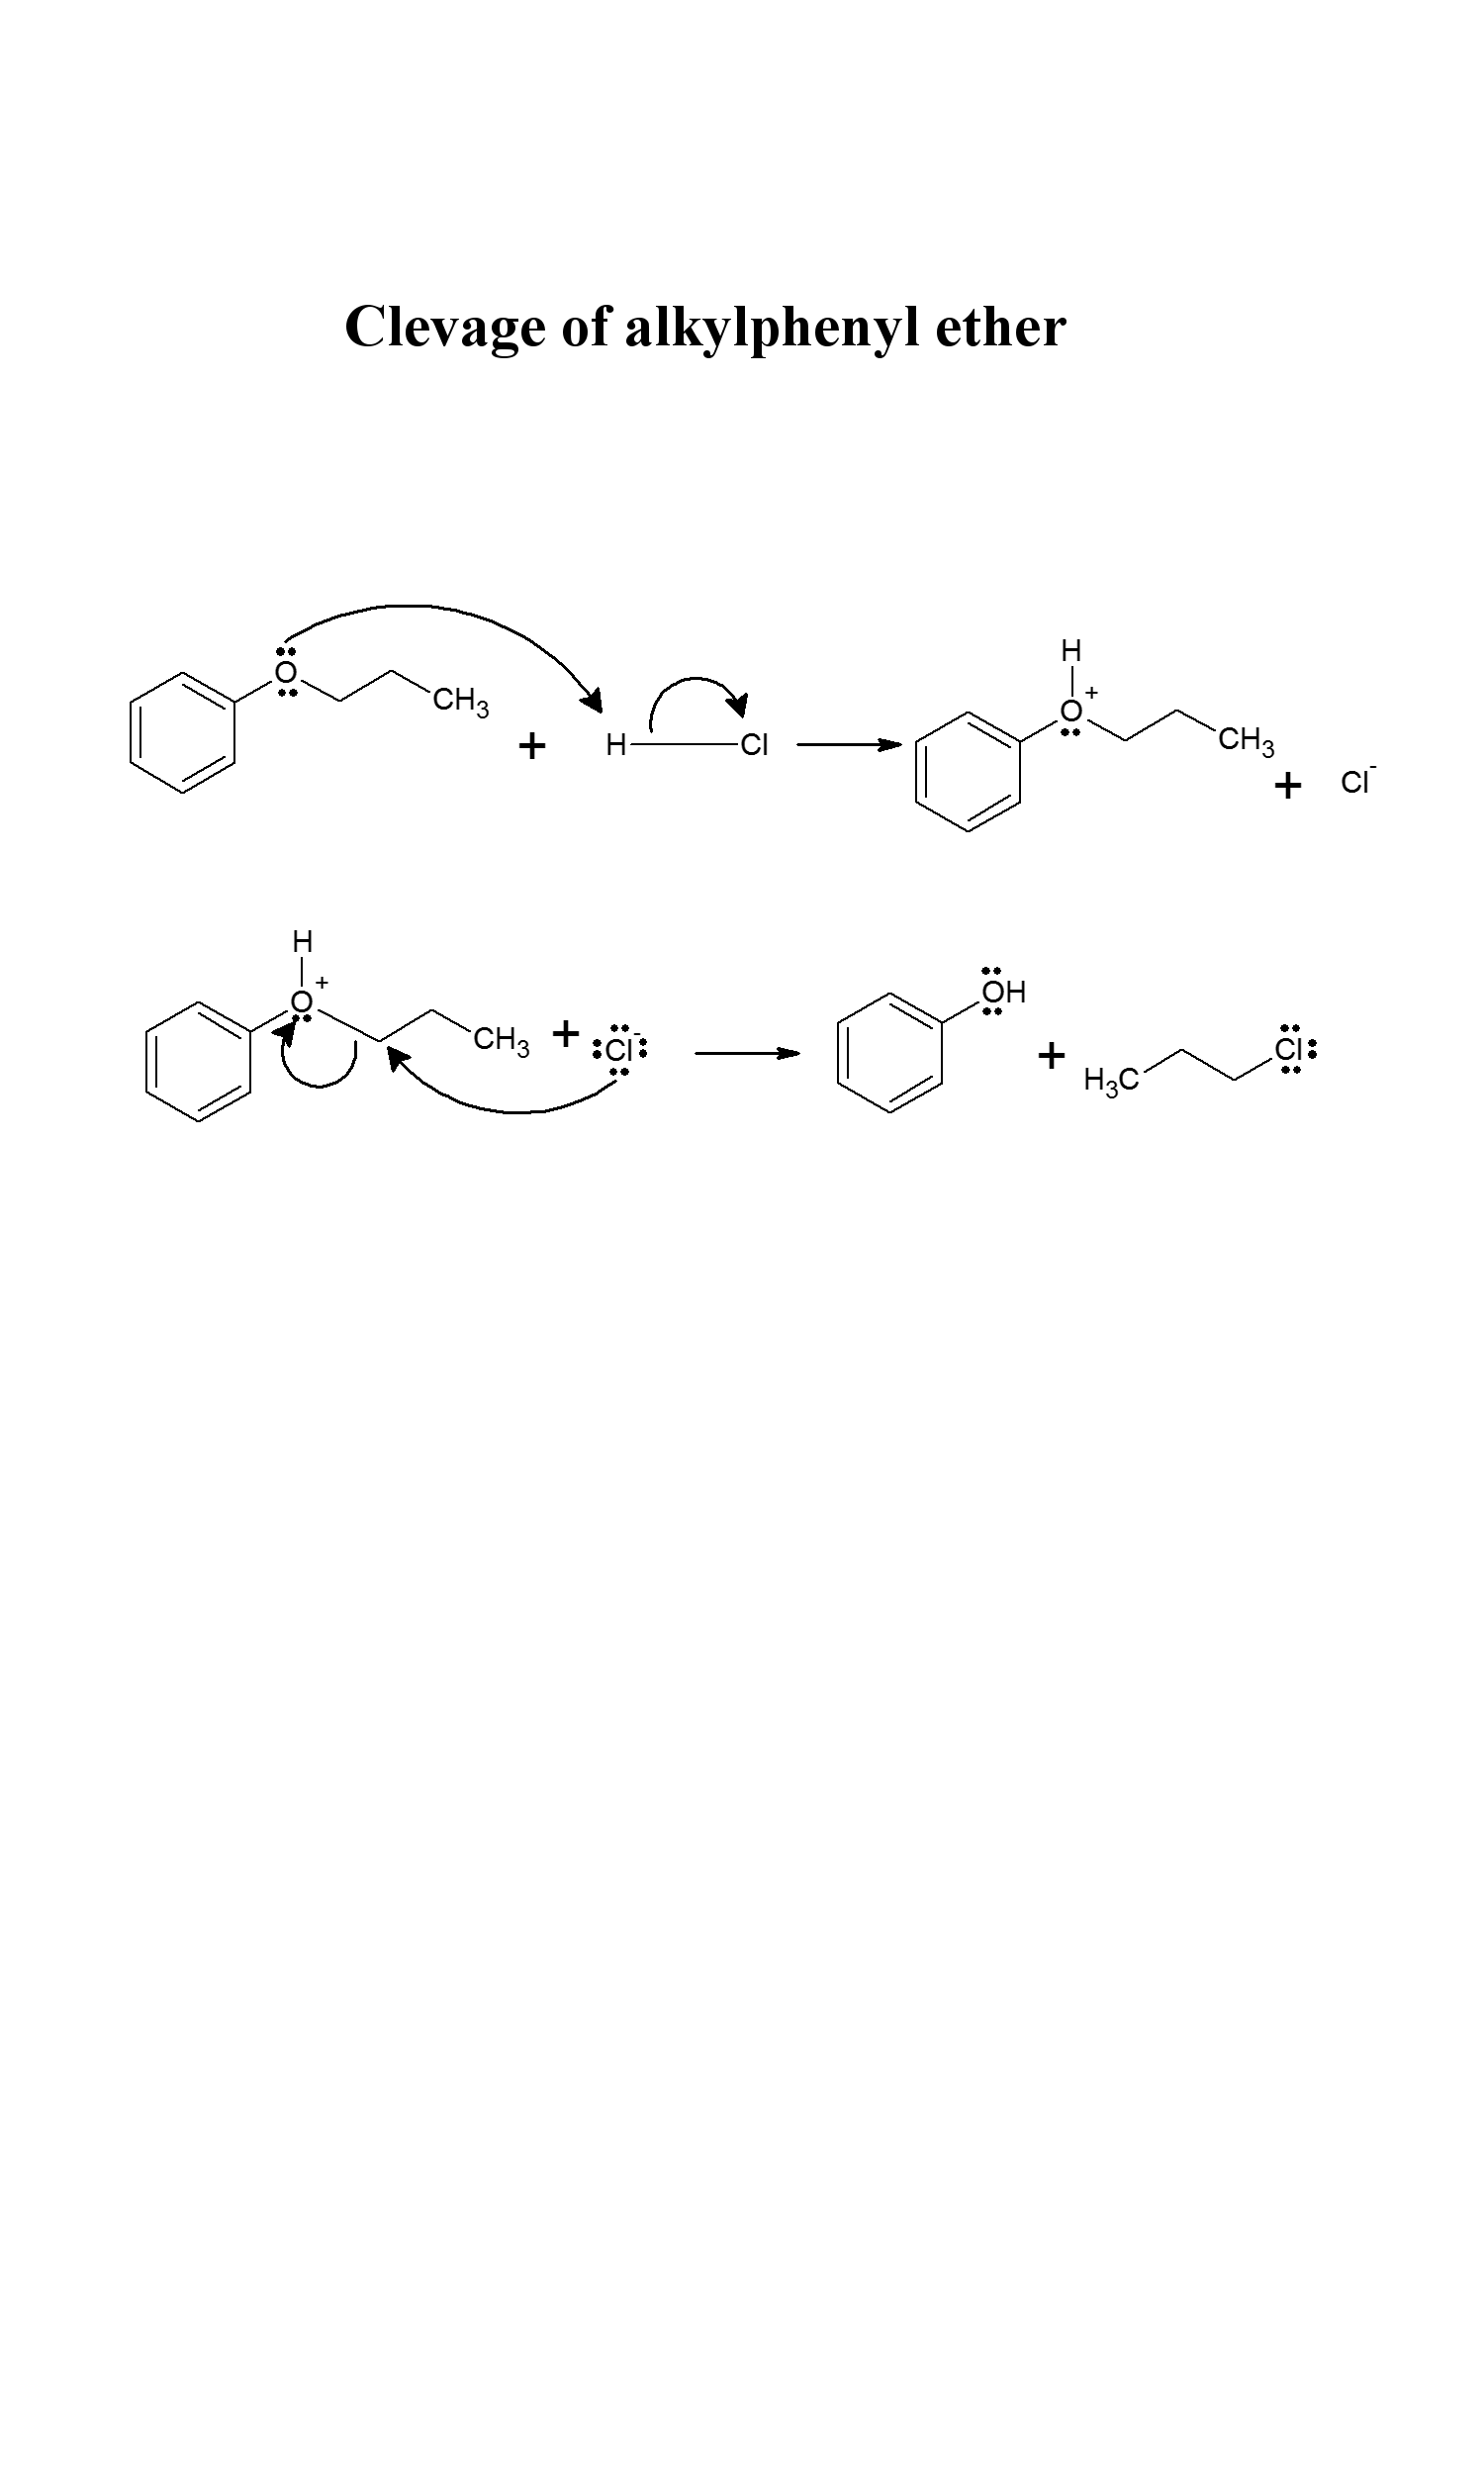 Clevage of alkylphenyl ether
O CH3 + H Cl H O + CH3 + Cl-
H O + CH3 + Cl- OH + H3C Cl